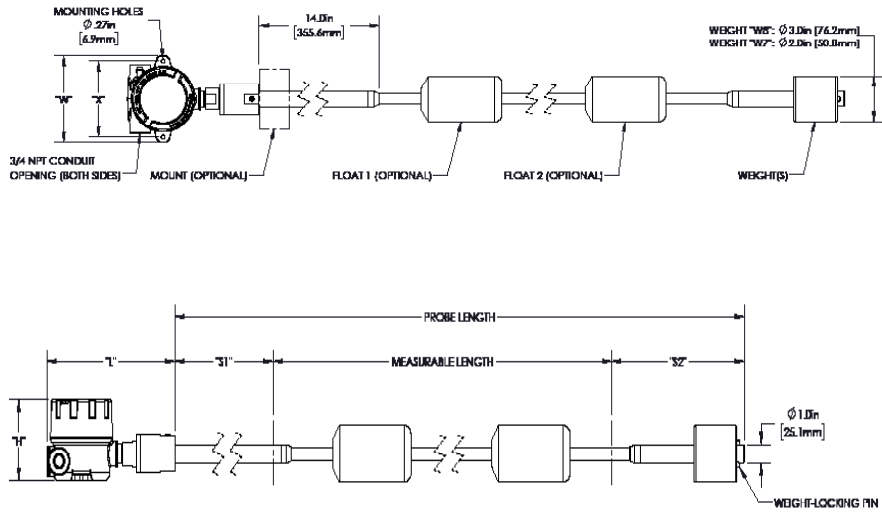 MOUNTING HOLES
Ø .27in
[6.9mm]
14.0in
[355.6mm]
WEIGHT "W8": Ø 3.0in [76.2mm]
WEIGHT "W7": Ø 2.0in [50.8mm]
"W"
"X"
3/4 NPT CONDUIT
OPENING (BOTH SIDES)
MOUNT (OPTIONAL)
FLOAT 1 (OPTIONAL)
FLOAT 2 (OPTIONAL)
WEIGHT(S)
PROBE LENGTH
"L"
"S1"
MEASURABLE LENGTH
"S2"
"H"
Ø 1.0in
[25.1mm]
WEIGHT-LOCKING PIN